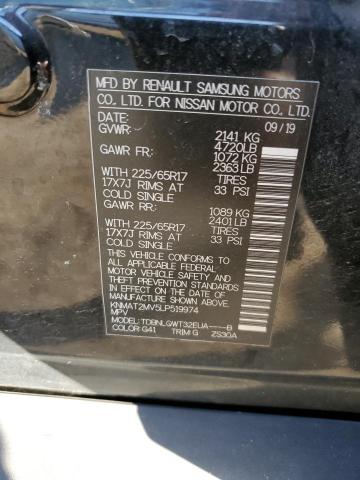 MFD BY RENAULT SAMSUNG MOTORS
CO. LTD. FOR NISSAN MOTOR CO., LTD.
DATE: 09/19
GVWR: 2141 KG
4720LB
GAWR FR: 1072 KG
2363LB
WITH 225/65R17 TIRES
17X7J RIMS AT 33 PSI
COLD SINGLE
GAWR RR: 1089 KG
2401LB
WITH 225/65R17 TIRES
17X7J RIMS AT 33 PSI
COLD SINGLE
THIS VEHICLE CONFORMS TO ALL
APPLICABLE FEDERAL
MOTOR VEHICLE SAFETY AND
THEFT PREVENTION STANDARDS
IN EFFECT ON THE DATE OF
MANUFACTURE SHOWN ABOVE.
KNMAT2MV5LP519974
MPV
MODEL: TDBNLGWT32EUA----B
COLOR G41 TRIM G ZS30A